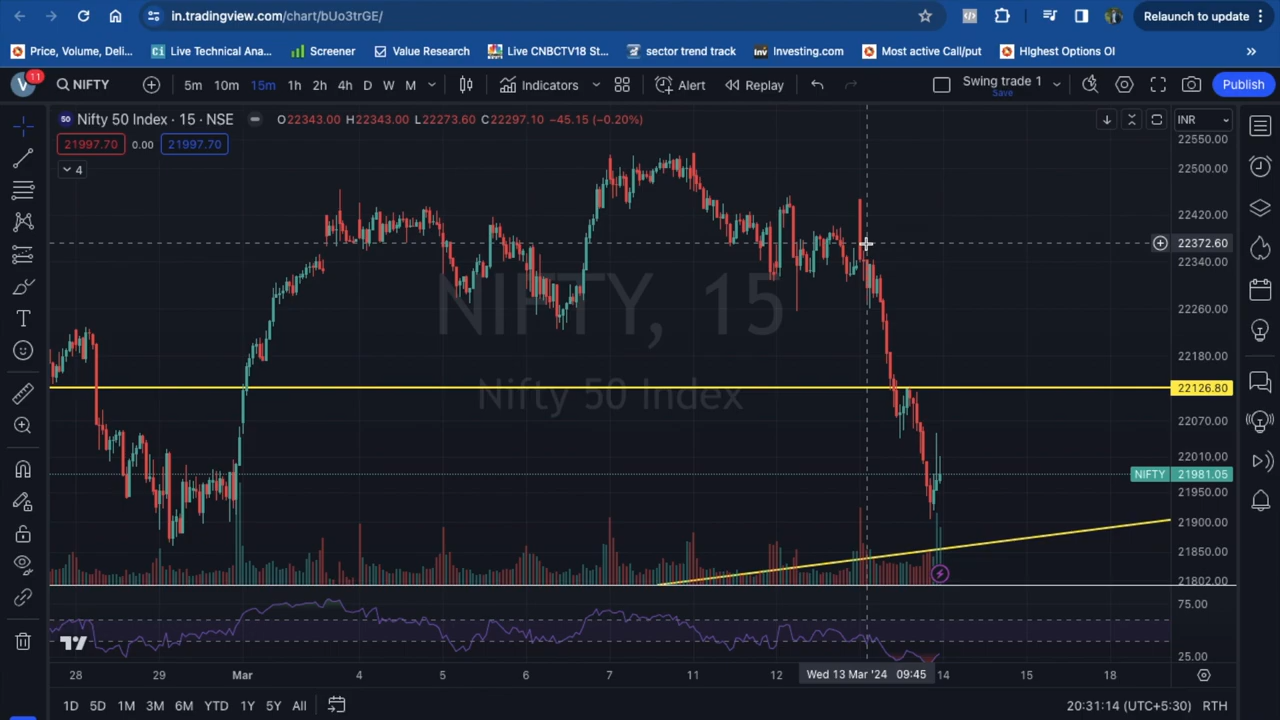 in.tradingview.com/chart/bUo3trGE/
Relaunch to update
Price, Volume, Deli...
Live Technical Ana...
Screener
Value Research
Live CNBCTV18 St...
sector trend track
Investing.com
Most active Call/put
HIghest Options OI
V 11
NIFTY
5m 10m 15m 1h 2h 4h D W M
Indicators
Alert
Replay
Swing trade 1
Save
Publish
50 Nifty 50 Index · 15 · NSE
O22343.00 H22343.00 L22273.60 C22297.10 −45.15 (−0.20%)
INR
21997.70 0.00 21997.70
4
22550.00
22500.00
22420.00
22372.60
22340.00
22260.00
22180.00
22126.80
22070.00
22010.00
NIFTY 21981.05
21950.00
21900.00
21850.00
21802.00
75.00
25.00
NIFTY, 15
Nifty 50 Index
28 29 Mar 4 5 6 7 11 12 Wed 13 Mar '24 09:45 14 15 18
1D 5D 1M 3M 6M YTD 1Y 5Y All
20:31:14 (UTC+5:30) RTH